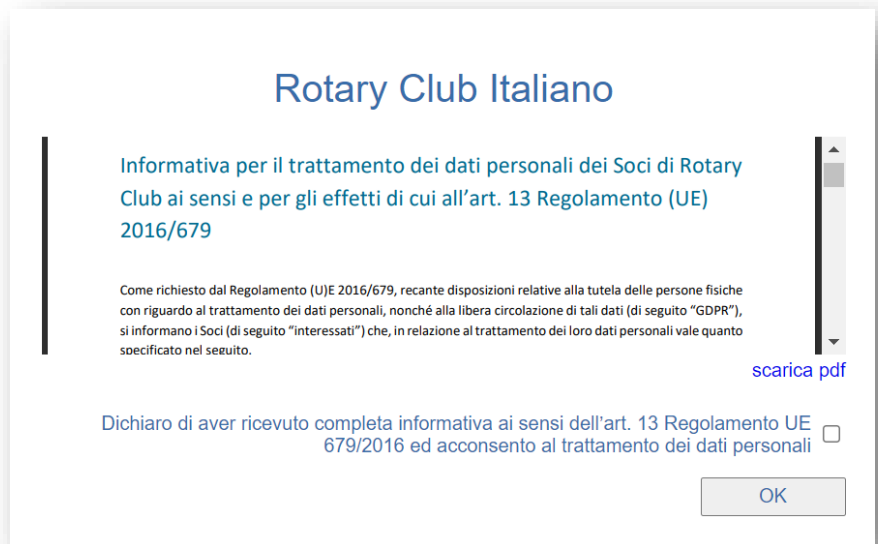 Rotary Club Italiano
Informativa per il trattamento dei dati personali dei Soci di Rotary
Club ai sensi e per gli effetti di cui all’art. 13 Regolamento (UE)
2016/679
Come richiesto dal Regolamento (U)E 2016/679, recante disposizioni relative alla tutela delle persone fisiche
con riguardo al trattamento dei dati personali, nonché alla libera circolazione di tali dati (di seguito “GDPR”),
si informano i Soci (di seguito “interessati”) che, in relazione al trattamento dei loro dati personali vale quanto
specificato nel seguito.
scarica pdf
Dichiaro di aver ricevuto completa informativa ai sensi dell’art. 13 Regolamento UE
679/2016 ed acconsento al trattamento dei dati personali
OK